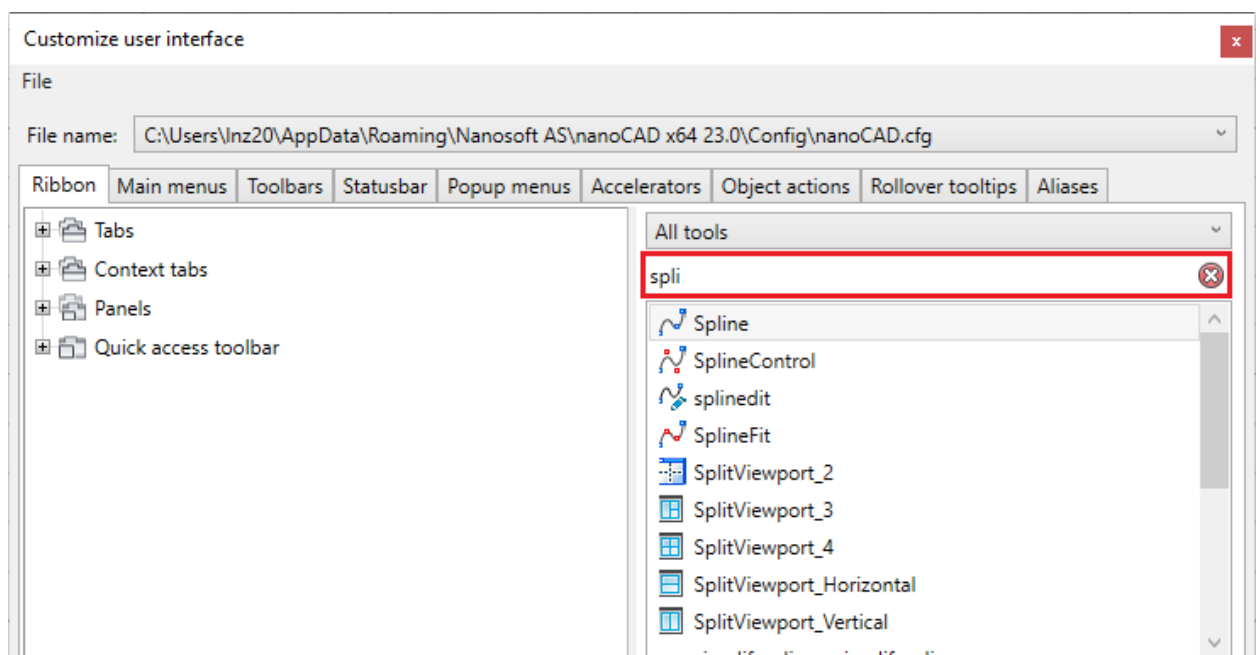 Customize user interface
x
File
File name: C:\Users\Inz20\AppData\Roaming\Nanosoft AS\nanoCAD x64 23.0\Config\nanoCAD.cfg
Ribbon Main menus Toolbars Statusbar Popup menus Accelerators Object actions Rollover tooltips Aliases
Tabs
Context tabs
Panels
Quick access toolbar
All tools
spli
Spline
SplineControl
splinedit
SplineFit
SplitViewport_2
SplitViewport_3
SplitViewport_4
SplitViewport_Horizontal
SplitViewport_Vertical